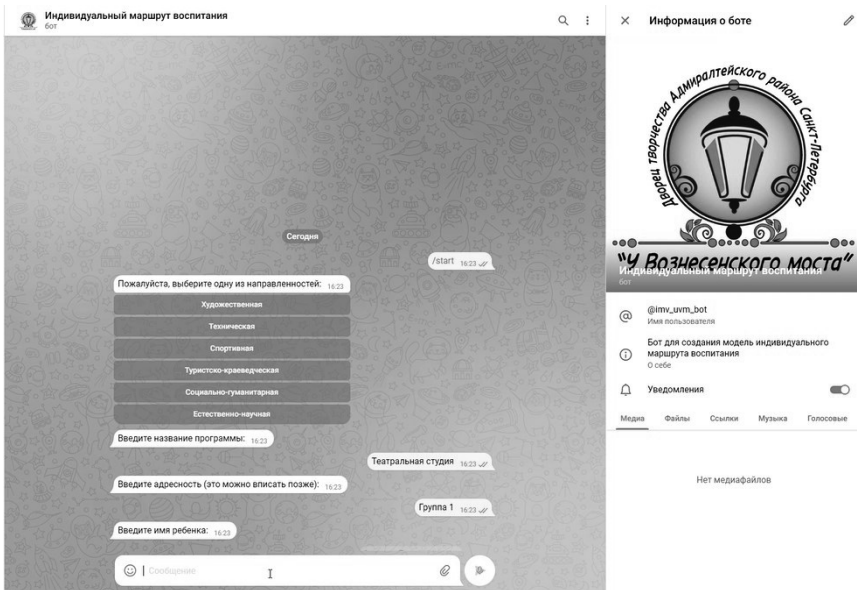 Индивидуальный маршрут воспитания
бот
Сегодня
/start 16:23
Пожалуйста, выберите одну из направленностей: 16:23
Художественная
Техническая
Спортивная
Туристско-краеведческая
Социально-гуманитарная
Естественно-научная
Введите название программы: 16:23
Театральная студия 16:23
Введите адресность (это можно вписать позже): 16:23
Группа 1 16:23
Введите имя ребенка: 16:23
Сообщение
Информация о боте
Дворец творчества Адмиралтейского района Санкт-Петербурга
"У Вознесенского моста"
Индивидуальный маршрут воспитания
бот
@imv_uvm_bot
Имя пользователя
Бот для создания модель индивидуального
маршрута воспитания
О себе
Уведомления
Медиа Файлы Ссылки Музыка Голосовые
Нет медиафайлов